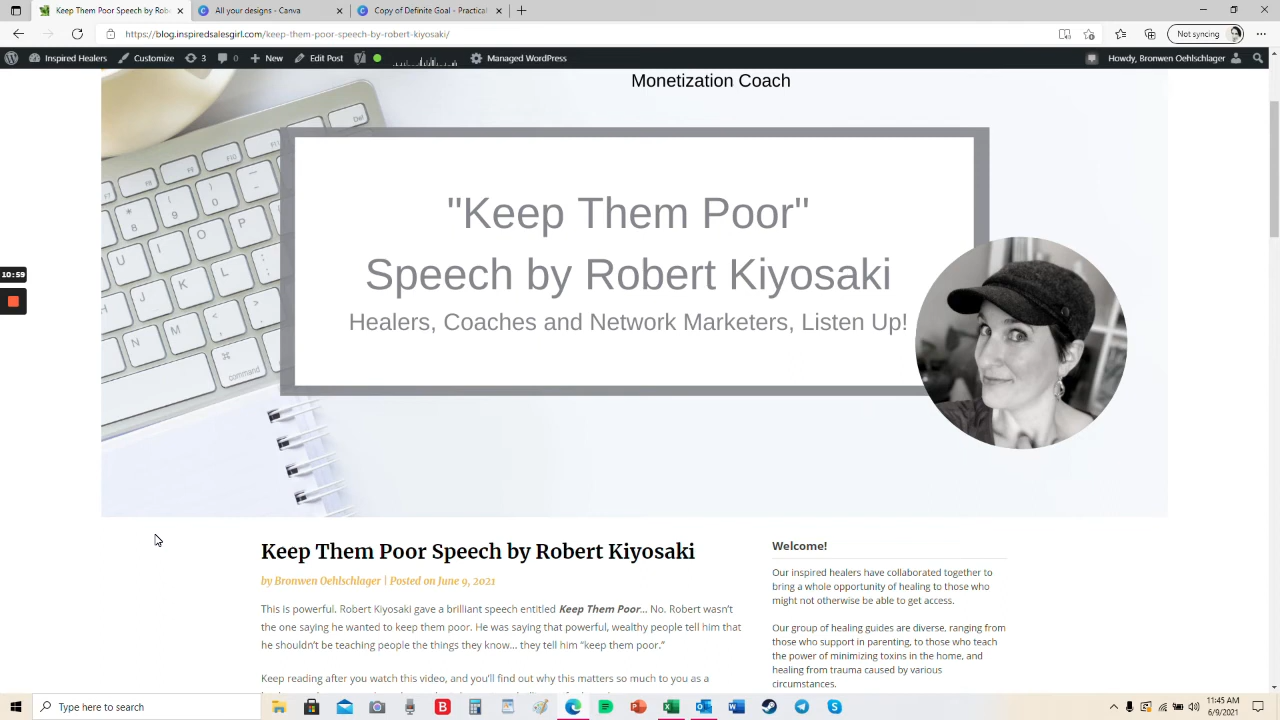 Keep Them Poor Speech by Rob
All your designs - Canva
Copy of Definite Goal - Practical
https://blog.inspiredsalesgirl.com/keep-them-poor-speech-by-robert-kiyosaki/
Not syncing
Inspired Healers
Customize
3
0
New
Edit Post
Managed WordPress
Howdy, Bronwen Oehlschlager
Monetization Coach
"Keep Them Poor"
Speech by Robert Kiyosaki
Healers, Coaches and Network Marketers, Listen Up!
10:59
command
Keep Them Poor Speech by Robert Kiyosaki
by Bronwen Oehlschlager | Posted on June 9, 2021
This is powerful. Robert Kiyosaki gave a brilliant speech entitled Keep Them Poor... No. Robert wasn't
the one saying he wanted to keep them poor. He was saying that powerful, wealthy people tell him that
he shouldn't be teaching people the things they know... they tell him "keep them poor."
Keep reading after you watch this video, and you'll find out why this matters so much to you as a
Welcome!
Our inspired healers have collaborated together to
bring a whole opportunity of healing to those who
might not otherwise be able to get access.
Our group of healing guides are diverse, ranging from
those who support in parenting, to those who teach
the power of minimizing toxins in the home, and
healing from trauma caused by various
circumstances.
Type here to search
11:45 AM
6/9/2021